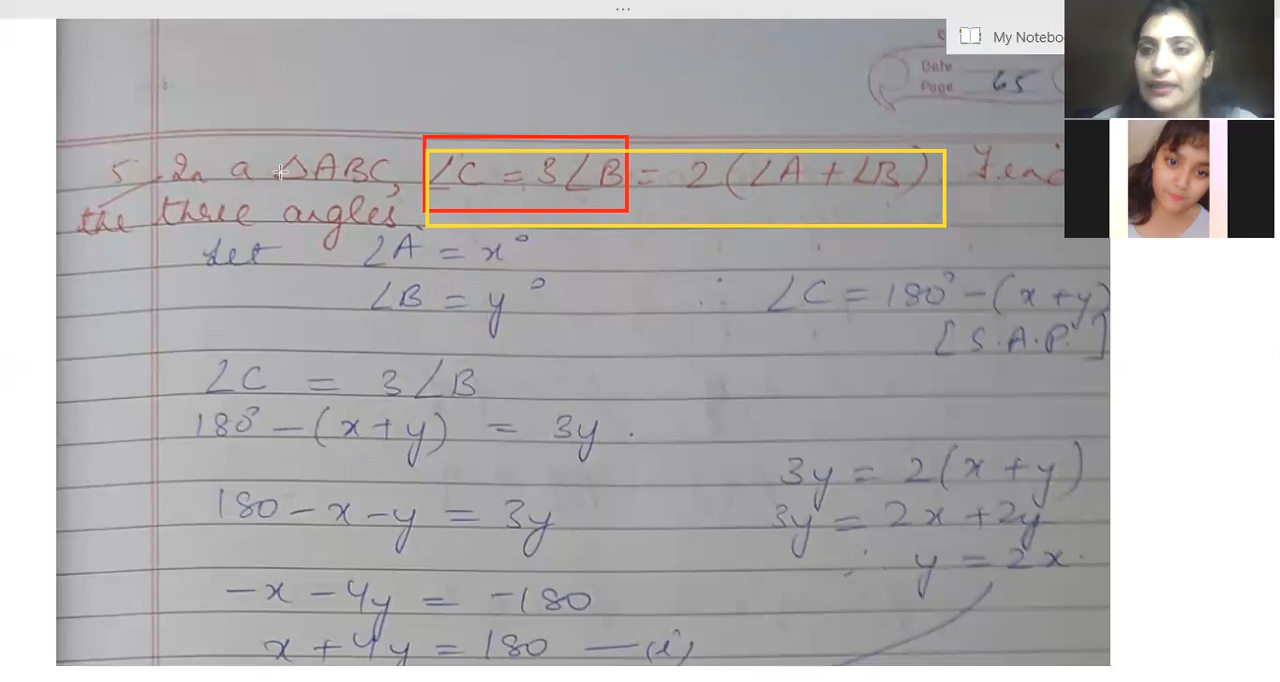 ...
My Notebo
Date
Page 65
5. In a △ABC, ∠C = 3∠B = 2(∠A + ∠B) Find
the three angles.
Let ∠A = x°
∠B = y°
∴ ∠C = 180° - (x + y)
[S.A.P.]
∠C = 3∠B
180° - (x + y) = 3y.
180 - x - y = 3y
-x - 4y = -180
x + 4y = 180 — (i)
3y = 2(x + y)
3y = 2x + 2y
∴ y = 2x.